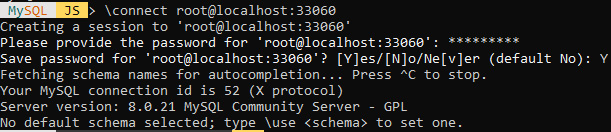 MySQL JS > \connect root@localhost:33060
Creating a session to 'root@localhost:33060'
Please provide the password for 'root@localhost:33060': *********
Save password for 'root@localhost:33060'? [Y]es/[N]o/Ne[v]er (default No): Y
Fetching schema names for autocompletion... Press ^C to stop.
Your MySQL connection id is 52 (X protocol)
Server version: 8.0.21 MySQL Community Server - GPL
No default schema selected; type \use <schema> to set one.